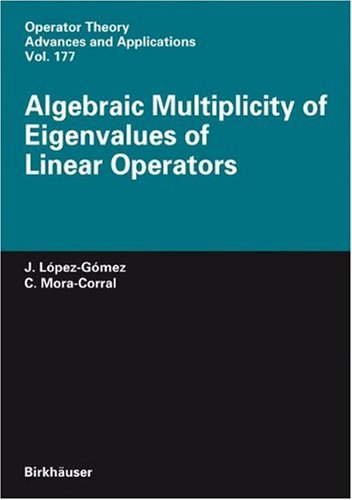 Operator Theory
Advances and Applications
Vol. 177
Algebraic Multiplicity of
Eigenvalues of
Linear Operators
J. López-Gómez
C. Mora-Corral
Birkhäuser